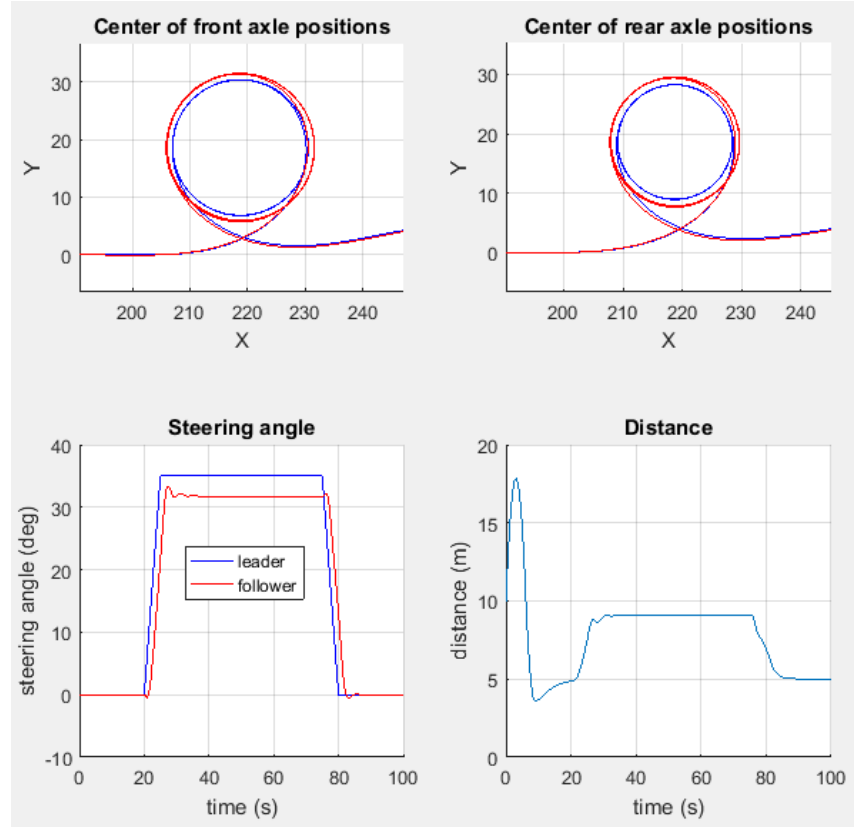 Center of front axle positions
30
20
10
0
Y
200 210 220 230 240
X
Center of rear axle positions
30
20
10
0
Y
200 210 220 230 240
X
Steering angle
40
30
20
10
0
-10
steering angle (deg)
leader
follower
0 20 40 60 80 100
time (s)
Distance
20
15
10
5
0
distance (m)
0 20 40 60 80 100
time (s)